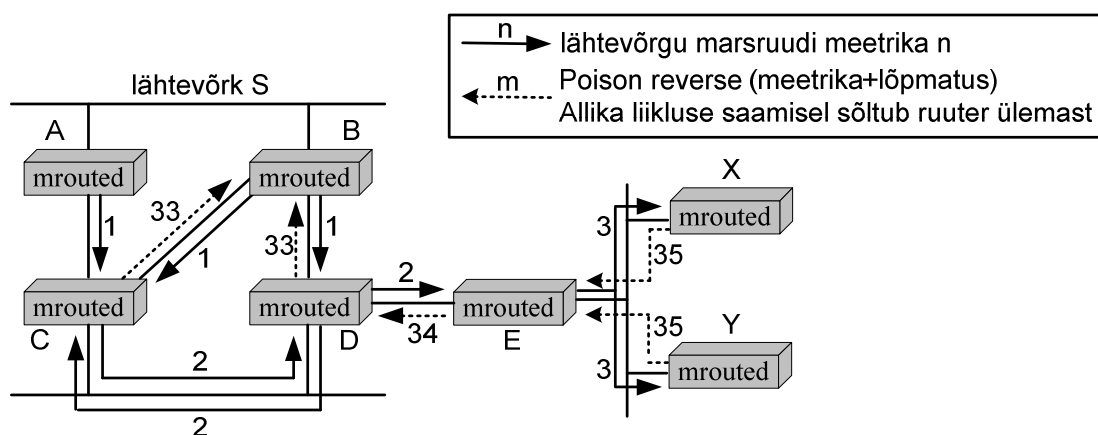 n
lähtevõrgu marsruudi meetrika n
m
Poison reverse (meetrika+lõpmatus)
Allika liikluse saamisel sõltub ruuter ülemast
lähtevõrk S
A
B
mrouted
mrouted
X
mrouted
1
33
1
33
1
3
35
C
mrouted
D
mrouted
2
34
E
mrouted
35
Y
mrouted
3
2
2